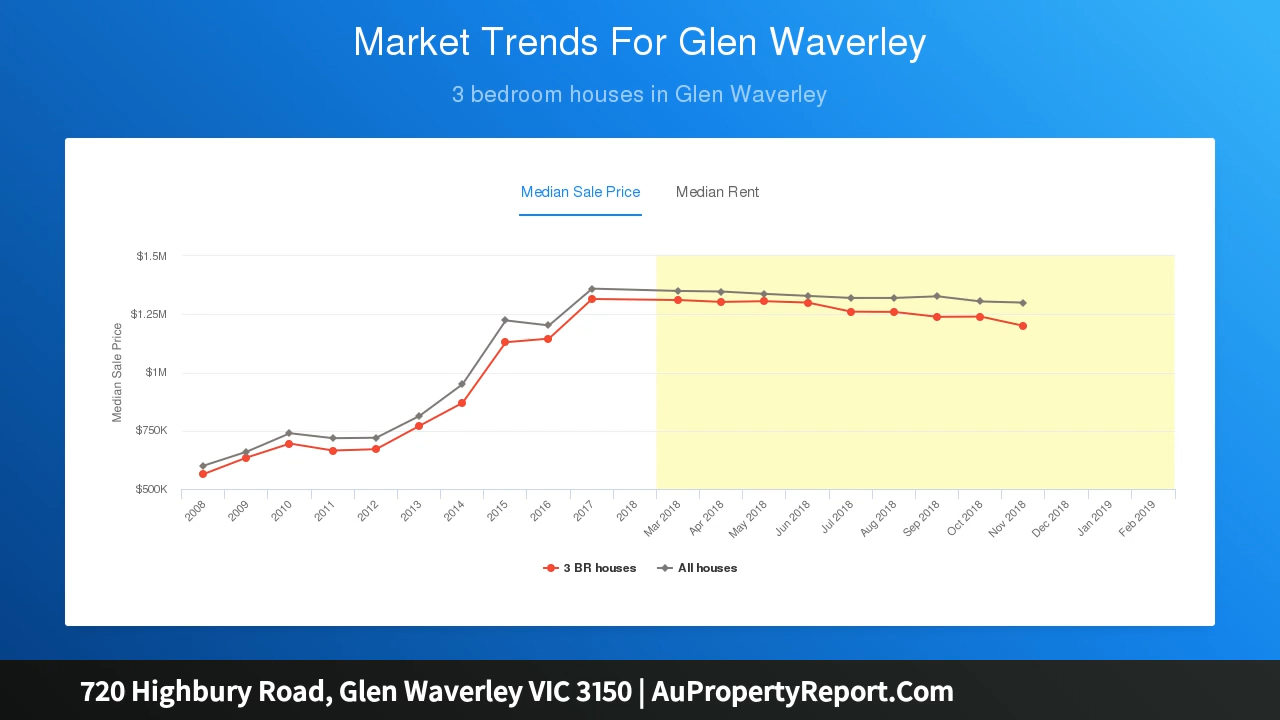 Market Trends For Glen Waverley
3 bedroom houses in Glen Waverley
Median Sale Price
Median Rent
$1.5M
$1.25M
$1M
$750K
$500K
Median Sale Price
2008
2009
2010
2011
2012
2013
2014
2015
2016
2017
2018
Mar 2018
Apr 2018
May 2018
Jun 2018
Jul 2018
Aug 2018
Sep 2018
Oct 2018
Nov 2018
Dec 2018
Jan 2019
Feb 2019
3 BR houses
All houses
720 Highbury Road, Glen Waverley VIC 3150 | AuPropertyReport.Com